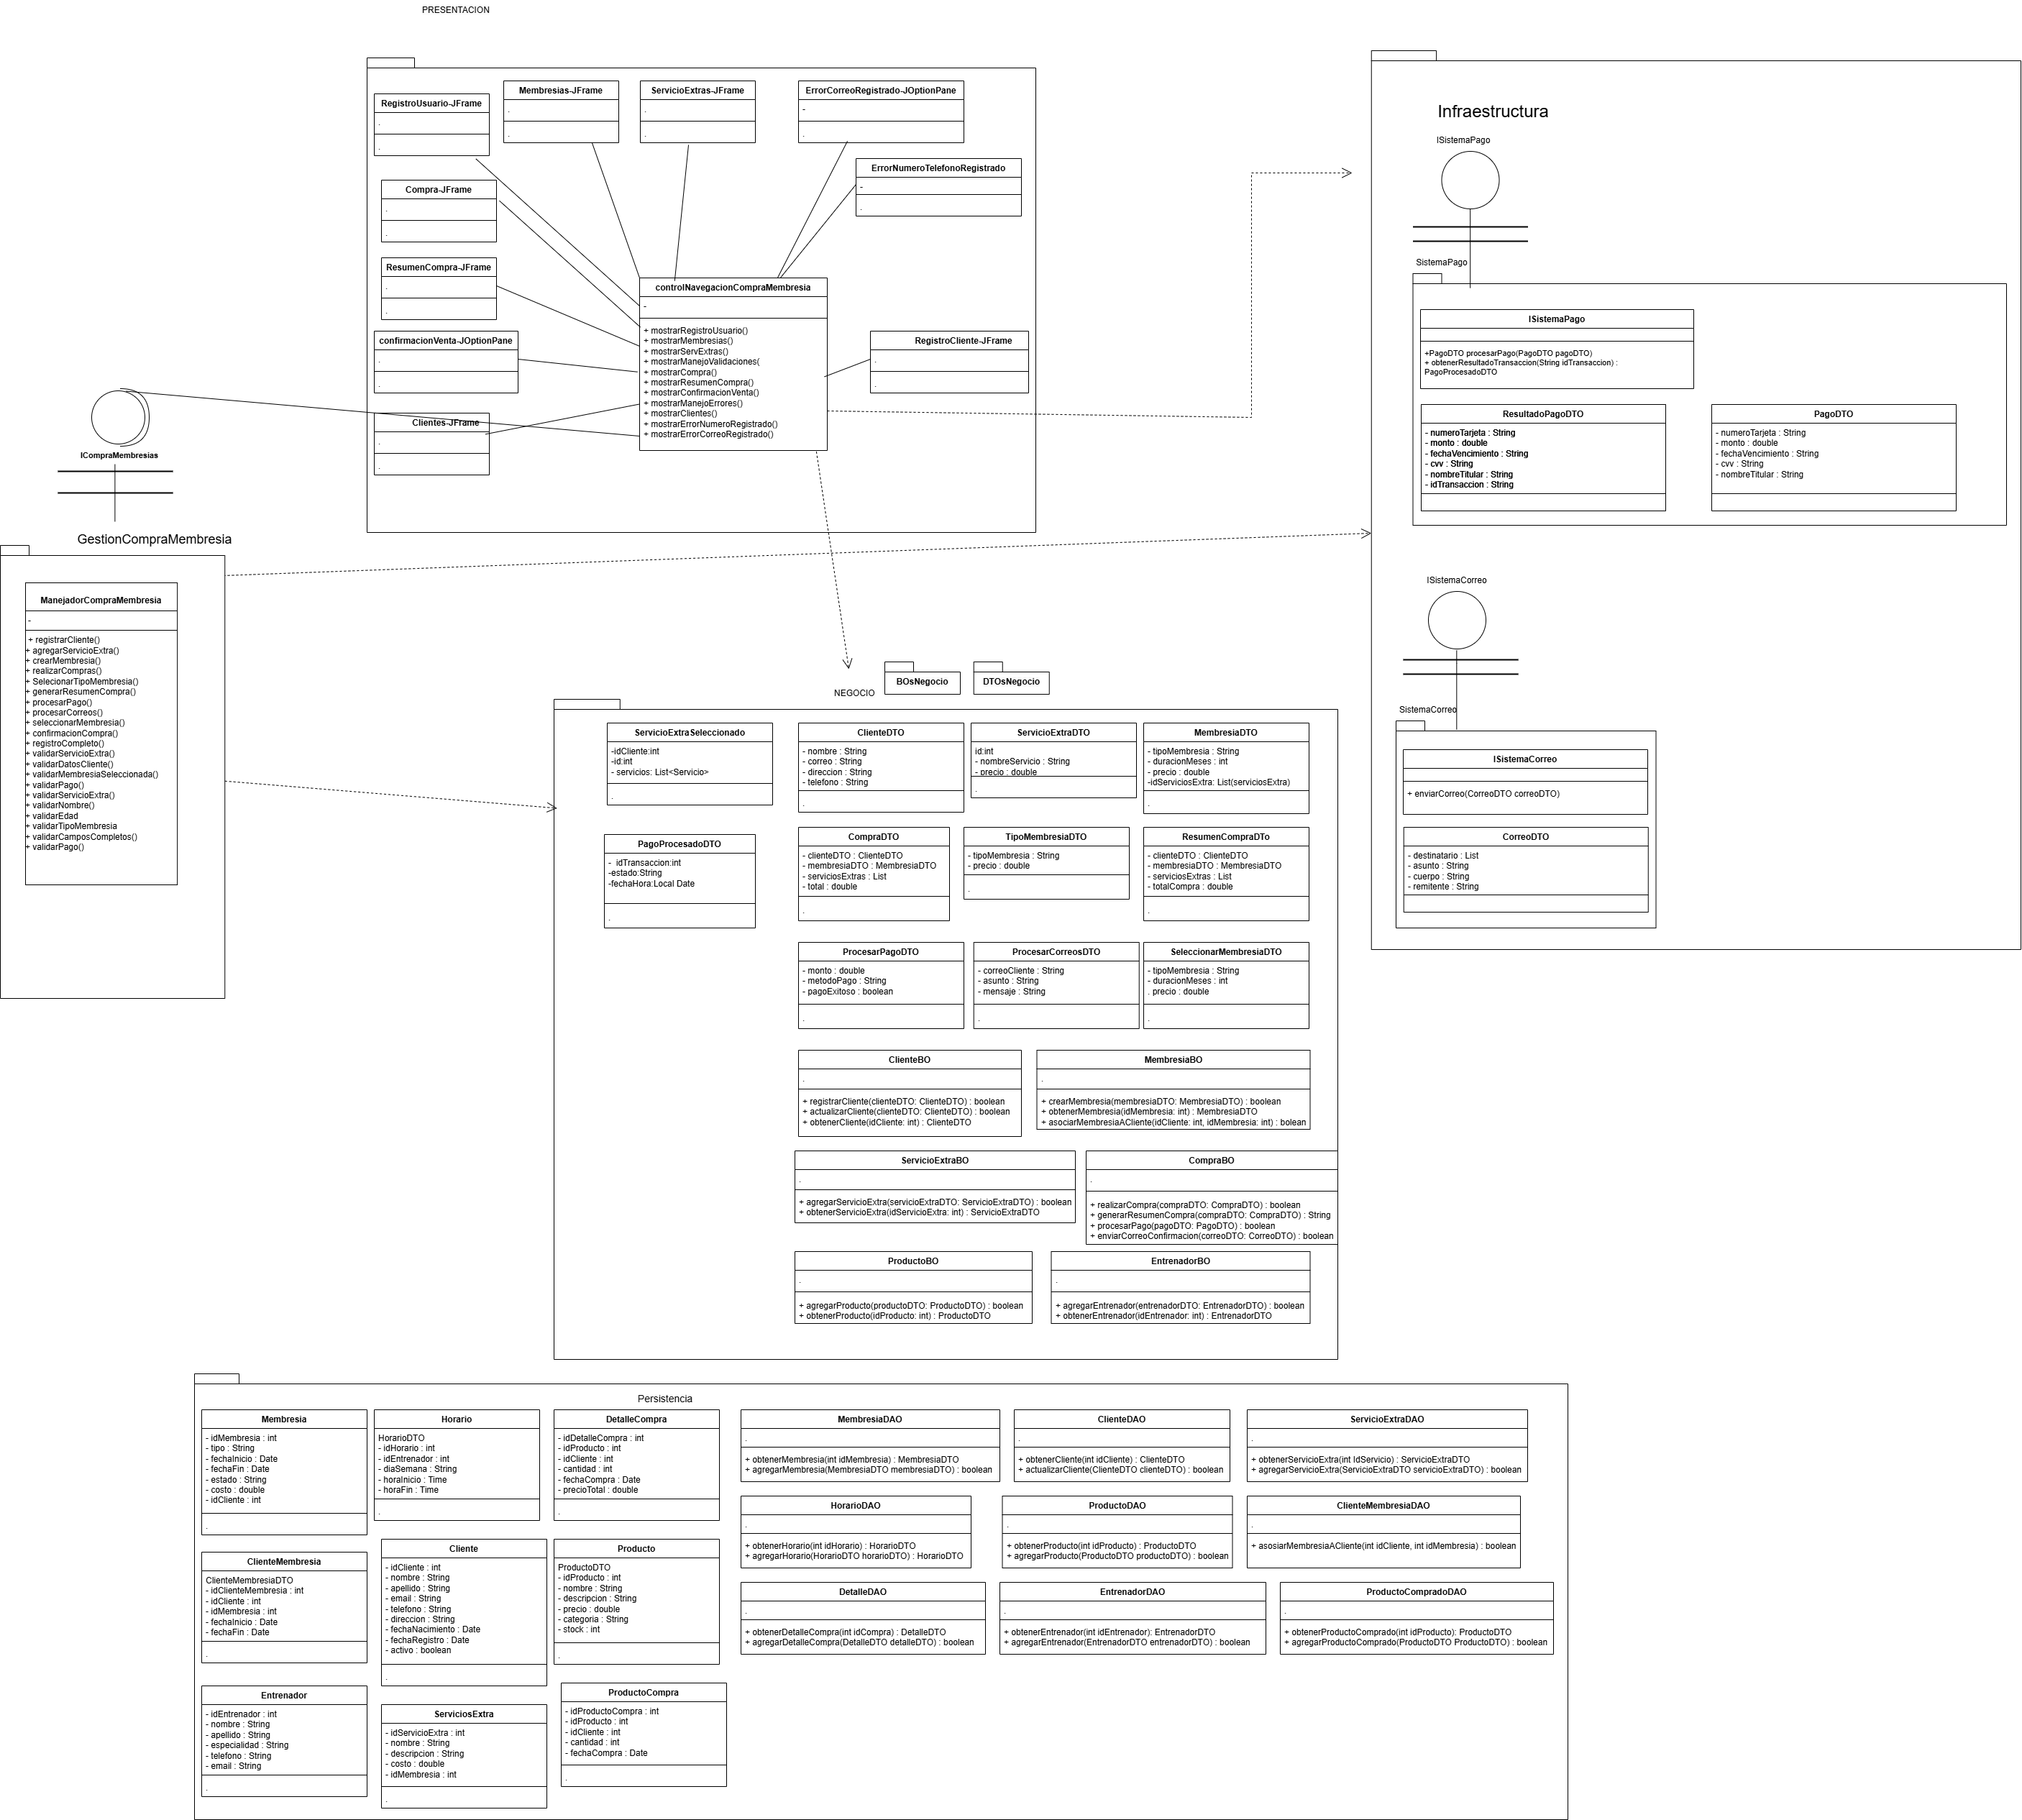 PRESENTACION
RegistroUsuario-JFrame
.
.
Membresias-JFrame
.
.
ServicioExtras-JFrame
.
.
ErrorCorreoRegistrado-JOptionPane
-
.
ErrorNumeroTelefonoRegistrado
-
.
Compra-JFrame
.
.
ResumenCompra-JFrame
.
.
confirmacionVenta-JOptionPane
.
.
Clientes-JFrame
.
.
controlNavegacionCompraMembresia
-
+ mostrarRegistroUsuario()
+ mostrarMembresias()
+ mostrarServExtras()
+ mostrarManejoValidaciones(
+ mostrarCompra()
+ mostrarResumenCompra()
+ mostrarConfirmacionVenta()
+ mostrarManejoErrores()
+ mostrarClientes()
+ mostrarErrorNumeroRegistrado()
+ mostrarErrorCorreoRegistrado()
RegistroCliente-JFrame
.
.
ICompraMembresias
GestionCompraMembresia
ManejadorCompraMembresia
-
+ registrarCliente()
+ agregarServicioExtra()
+ crearMembresia()
+ realizarCompras()
+ SelecionarTipoMembresia()
+ generarResumenCompra()
+ procesarPago()
+ procesarCorreos()
+ seleccionarMembresia()
+ confirmacionCompra()
+ registroCompleto()
+ validarServicioExtra()
+ validarDatosCliente()
+ validarMembresiaSeleccionada()
+ validarPago()
+ validarServicioExtra()
+ validarNombre()
+ validarEdad
+ validarTipoMembresia
+ validarCamposCompletos()
+ validarPago()
Infraestructura
ISistemaPago
SistemaPago
ISistemaPago
+PagoDTO procesarPago(PagoDTO pagoDTO)
+ obtenerResultadoTransaccion(String idTransaccion) :
PagoProcesadoDTO
ResultadoPagoDTO
- numeroTarjeta : String
- monto : double
- fechaVencimiento : String
- cvv : String
- nombreTitular : String
- idTransaccion : String
PagoDTO
- numeroTarjeta : String
- monto : double
- fechaVencimiento : String
- cvv : String
- nombreTitular : String
ISistemaCorreo
SistemaCorreo
ISistemaCorreo
+ enviarCorreo(CorreoDTO correoDTO)
CorreoDTO
- destinatario : List
- asunto : String
- cuerpo : String
- remitente : String
NEGOCIO
BOsNegocio
DTOsNegocio
ServicioExtraSeleccionado
-idCliente:int
-id:int
- servicios: List<Servicio>
.
ClienteDTO
- nombre : String
- correo : String
- direccion : String
- telefono : String
.
ServicioExtraDTO
id:int
- nombreServicio : String
- precio : double
.
MembresiaDTO
- tipoMembresia : String
- duracionMeses : int
- precio : double
-idServiciosExtra: List(serviciosExtra)
.
PagoProcesadoDTO
- idTransaccion:int
-estado:String
-fechaHora:Local Date
.
CompraDTO
- clienteDTO : ClienteDTO
- membresiaDTO : MembresiaDTO
- serviciosExtras : List
- total : double
.
TipoMembresiaDTO
- tipoMembresia : String
- precio : double
.
ResumenCompraDTo
- clienteDTO : ClienteDTO
- membresiaDTO : MembresiaDTO
- serviciosExtras : List
- totalCompra : double
.
ProcesarPagoDTO
- monto : double
- metodoPago : String
- pagoExitoso : boolean
.
ProcesarCorreosDTO
- correoCliente : String
- asunto : String
- mensaje : String
.
SeleccionarMembresiaDTO
- tipoMembresia : String
- duracionMeses : int
. precio : double
.
ClienteBO
.
+ registrarCliente(clienteDTO: ClienteDTO) : boolean
+ actualizarCliente(clienteDTO: ClienteDTO) : boolean
+ obtenerCliente(idCliente: int) : ClienteDTO
MembresiaBO
.
+ crearMembresia(membresiaDTO: MembresiaDTO) : boolean
+ obtenerMembresia(idMembresia: int) : MembresiaDTO
+ asociarMembresiaACliente(idCliente: int, idMembresia: int) : bolean
ServicioExtraBO
.
+ agregarServicioExtra(servicioExtraDTO: ServicioExtraDTO) : boolean
+ obtenerServicioExtra(idServicioExtra: int) : ServicioExtraDTO
CompraBO
.
+ realizarCompra(compraDTO: CompraDTO) : boolean
+ generarResumenCompra(compraDTO: CompraDTO) : String
+ procesarPago(pagoDTO: PagoDTO) : boolean
+ enviarCorreoConfirmacion(correoDTO: CorreoDTO) : boolean
ProductoBO
.
+ agregarProducto(productoDTO: ProductoDTO) : boolean
+ obtenerProducto(idProducto: int) : ProductoDTO
EntrenadorBO
.
+ agregarEntrenador(entrenadorDTO: EntrenadorDTO) : boolean
+ obtenerEntrenador(idEntrenador: int) : EntrenadorDTO
Persistencia
Membresia
- idMembresia : int
- tipo : String
- fechaInicio : Date
- fechaFin : Date
- estado : String
- costo : double
- idCliente : int
.
Horario
HorarioDTO
- idHorario : int
- idEntrenador : int
- diaSemana : String
- horaInicio : Time
- horaFin : Time
.
DetalleCompra
- idDetalleCompra : int
- idProducto : int
- idCliente : int
- cantidad : int
- fechaCompra : Date
- precioTotal : double
.
MembresiaDAO
.
+ obtenerMembresia(int idMembresia) : MembresiaDTO
+ agregarMembresia(MembresiaDTO membresiaDTO) : boolean
ClienteDAO
.
+ obtenerCliente(int idCliente) : ClienteDTO
+ actualizarCliente(ClienteDTO clienteDTO) : boolean
ServicioExtraDAO
.
+ obtenerServicioExtra(int IdServicio) : ServicioExtraDTO
+ agregarServicioExtra(ServicioExtraDTO servicioExtraDTO) : boolean
HorarioDAO
.
+ obtenerHorario(int idHorario) : HorarioDTO
+ agregarHorario(HorarioDTO horarioDTO) : HorarioDTO
ProductoDAO
.
+ obtenerProducto(int idProducto) : ProductoDTO
+ agregarProducto(ProductoDTO productoDTO) : boolean
ClienteMembresiaDAO
.
+ asosiarMembresiaACliente(int idCliente, int idMembresia) : boolean
ClienteMembresia
ClienteMembresiaDTO
- idClienteMembresia : int
- idCliente : int
- idMembresia : int
- fechaInicio : Date
- fechaFin : Date
.
Cliente
- idCliente : int
- nombre : String
- apellido : String
- email : String
- telefono : String
- direccion : String
- fechaNacimiento : Date
- fechaRegistro : Date
- activo : boolean
.
Producto
ProductoDTO
- idProducto : int
- nombre : String
- descripcion : String
- precio : double
- categoria : String
- stock : int
.
DetalleDAO
.
+ obtenerDetalleCompra(int idCompra) : DetalleDTO
+ agregarDetalleCompra(DetalleDTO detalleDTO) : boolean
EntrenadorDAO
.
+ obtenerEntrenador(int idEntrenador): EntrenadorDTO
+ agregarEntrenador(EntrenadorDTO entrenadorDTO) : boolean
ProductoCompradoDAO
.
+ obtenerProductoComprado(int idProducto): ProductoDTO
+ agregarProductoComprado(ProductoDTO ProductoDTO) : boolean
Entrenador
- idEntrenador : int
- nombre : String
- apellido : String
- especialidad : String
- telefono : String
- email : String
.
ServiciosExtra
- idServicioExtra : int
- nombre : String
- descripcion : String
- costo : double
- idMembresia : int
.
ProductoCompra
- idProductoCompra : int
- idProducto : int
- idCliente : int
- cantidad : int
- fechaCompra : Date
.